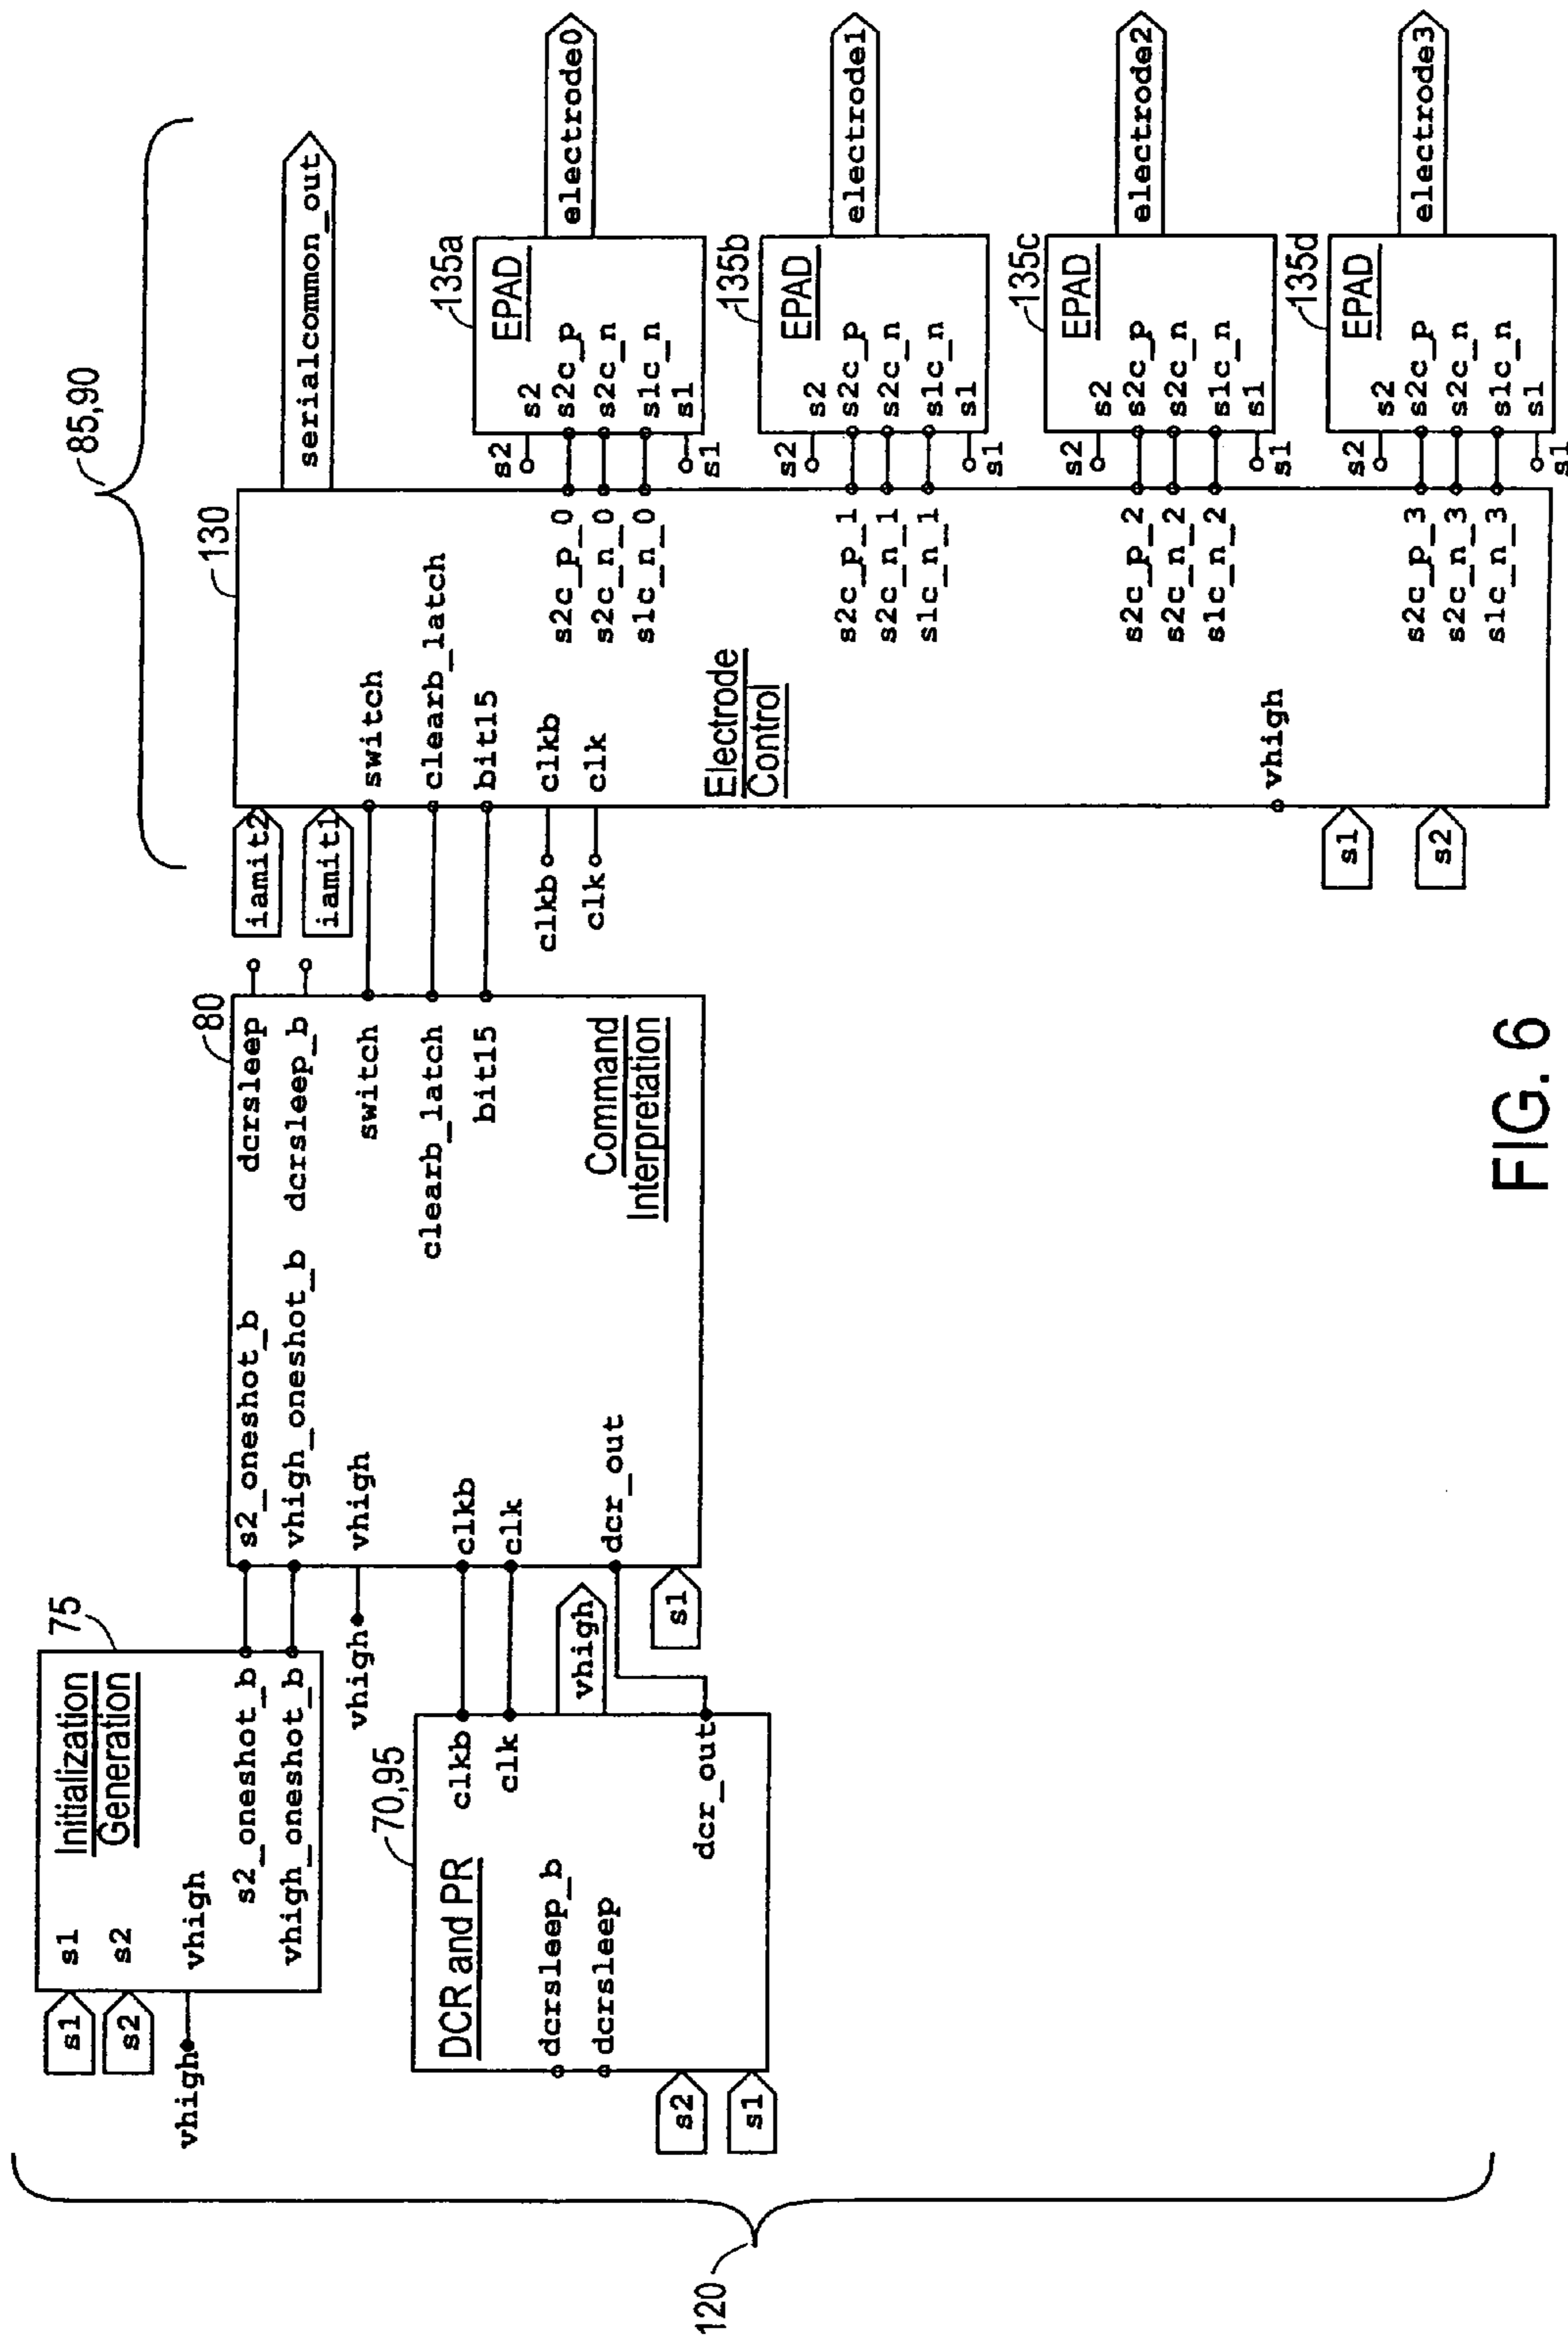 120
s1
s2
vhigh
s1
s2
vhigh
Initialization
Generation
s2_oneshot_b
vhigh_oneshot_b
75
s2
s1
DCR and PR
dcrsleep_b
dcrsleep
clkb
clk
vhigh
dcr_out
70,95
vhigh
s1
s2_oneshot_b
vhigh_oneshot_b
vhigh
clkb
clk
dcr_out
dcrsleep
dcrsleep_b
switch
clearb_latch
bit15
Command
Interpretation
80
iamit2
iamit1
clkb
clk
s1
s2
switch
clearb_latch
bit15
clkb
clk
Electrode
Control
vhigh
s2c_p_0
s2c_n_0
s1c_n_0
s2c_p_1
s2c_n_1
s1c_n_1
s2c_p_2
s2c_n_2
s1c_n_2
s2c_p_3
s2c_n_3
s1c_n_3
130
85,90
serialcommon_out
s2
s1
EPAD
s2
s2c_p
s2c_n
s1c_n
s1
135a
electrode0
s2
s1
EPAD
s2
s2c_p
s2c_n
s1c_n
s1
135b
electrode1
s2
s1
EPAD
s2
s2c_p
s2c_n
s1c_n
s1
135c
electrode2
s2
s1
EPAD
s2
s2c_p
s2c_n
s1c_n
s1
135d
electrode3
FIG. 6